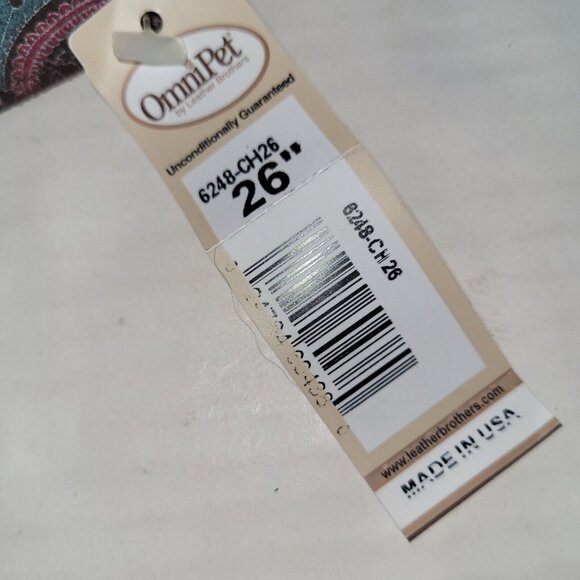 OmniPet®
by Leather Brothers
Unconditionally Guaranteed
6248-CH26
26"
6248-CH26
www.leatherbrothers.com
MADE IN USA